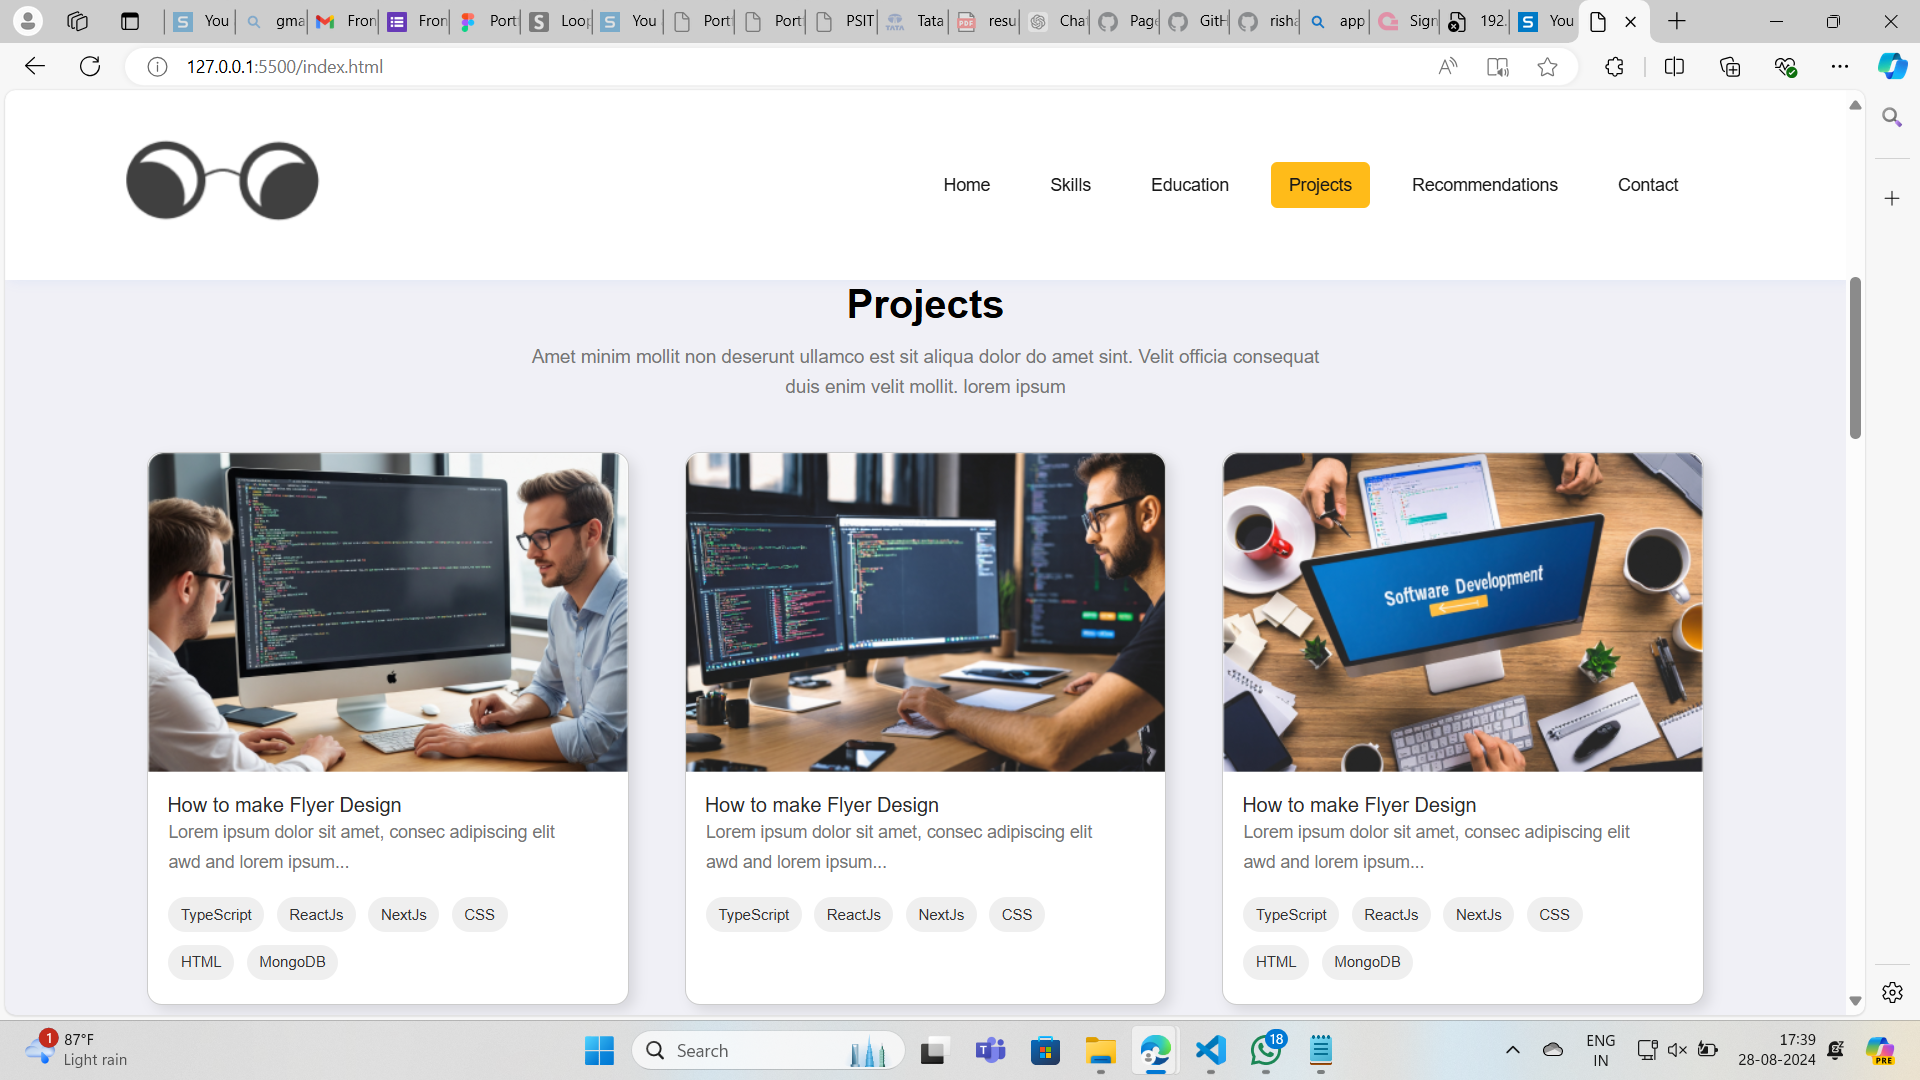 You
gma
Fron
Fron
Port
Loop
You
Portf
Port
PSIT
Tata
resu
Chat
Page
GitH
risha
app
Sign
192.
You
127.0.0.1:5500/index.html
Home
Skills
Education
Projects
Recommendations
Contact
Projects
Amet minim mollit non deserunt ullamco est sit aliqua dolor do amet sint. Velit officia consequat
duis enim velit mollit. lorem ipsum
Software Development
How to make Flyer Design
Lorem ipsum dolor sit amet, consec adipiscing elit
awd and lorem ipsum...
TypeScript
ReactJs
NextJs
CSS
HTML
MongoDB
How to make Flyer Design
Lorem ipsum dolor sit amet, consec adipiscing elit
awd and lorem ipsum...
TypeScript
ReactJs
NextJs
CSS
How to make Flyer Design
Lorem ipsum dolor sit amet, consec adipiscing elit
awd and lorem ipsum...
TypeScript
ReactJs
NextJs
CSS
HTML
MongoDB
1
87°F
Light rain
Search
18
ENG
IN
17:39
28-08-2024
PRE